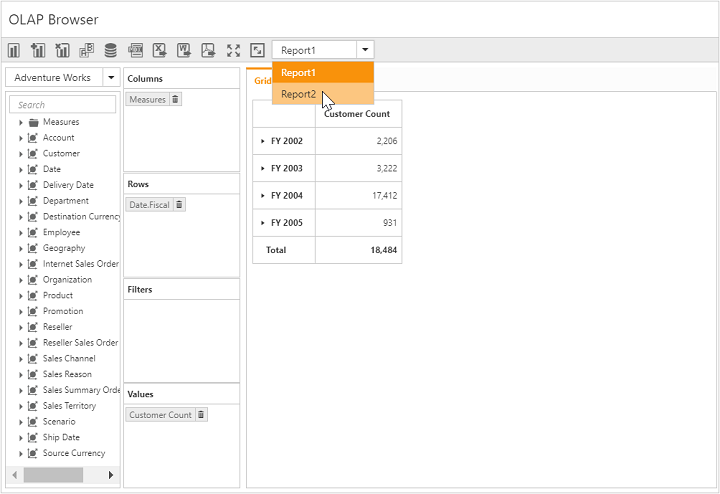 OLAP Browser
Report1
Report1
Report2
Adventure Works
Search
Measures
Account
Customer
Date
Delivery Date
Department
Destination Currency
Employee
Geography
Internet Sales Order
Organization
Product
Promotion
Reseller
Reseller Sales Order
Sales Channel
Sales Reason
Sales Summary Orde
Sales Territory
Scenario
Ship Date
Source Currency
Columns
Measures
Rows
Date.Fiscal
Filters
Values
Customer Count
Grid
Customer Count
FY 2002 2,206
FY 2003 3,222
FY 2004 17,412
FY 2005 931
Total 18,484